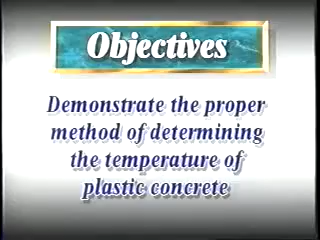 Objectives
Demonstrate the proper
method of determining
the temperature of
plastic concrete